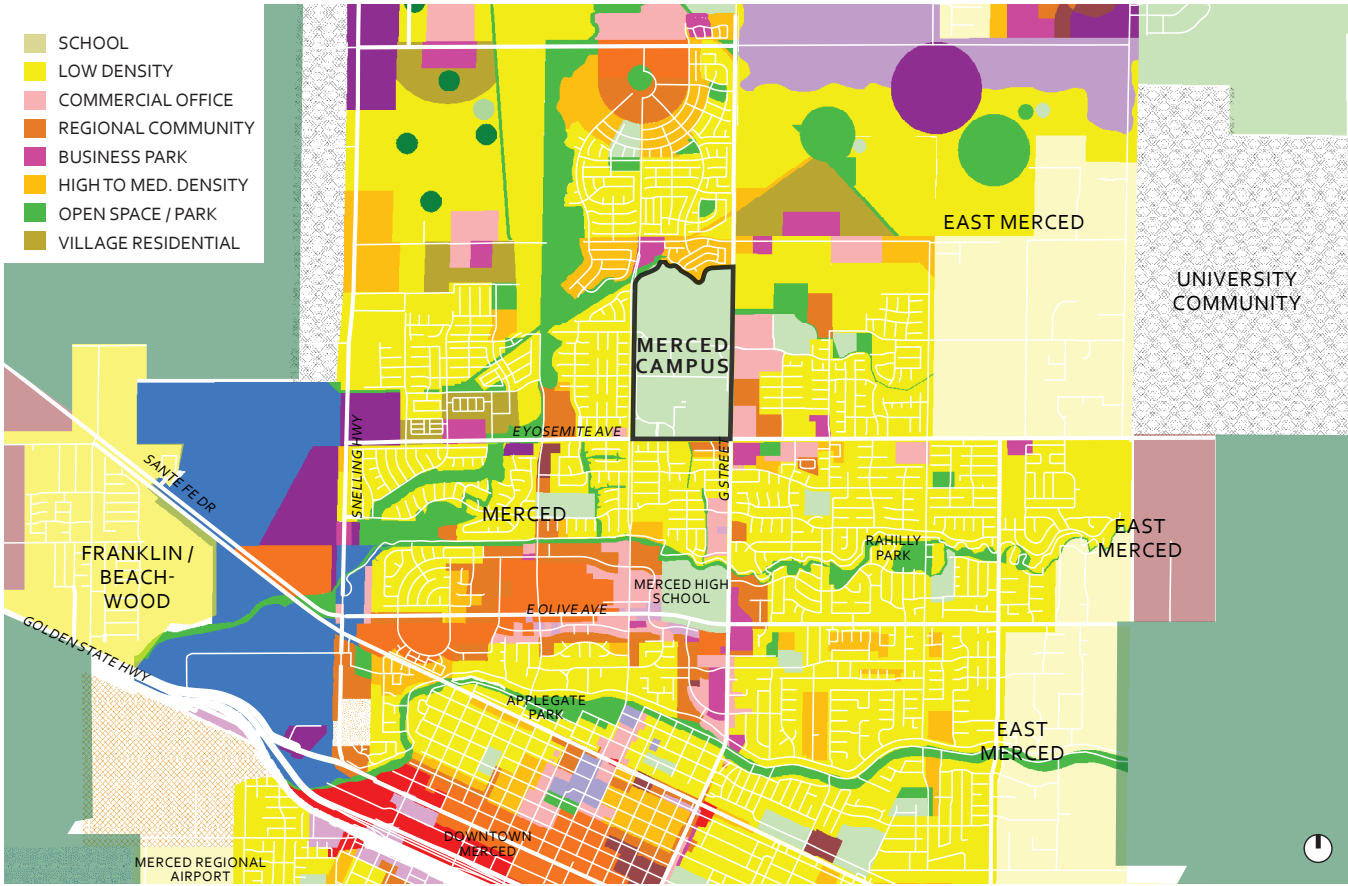 SCHOOL
LOW DENSITY
COMMERCIAL OFFICE
REGIONAL COMMUNITY
BUSINESS PARK
HIGH TO MED. DENSITY
OPEN SPACE / PARK
VILLAGE RESIDENTIAL
EAST MERCED
UNIVERSITY
COMMUNITY
MERCED
CAMPUS
E YOSEMITE AVE
SNELLING HWY
G STREET
SANTE FE DR
MERCED
EAST
MERCED
RAHILLY
PARK
FRANKLIN /
BEACH-
WOOD
MERCED HIGH
SCHOOL
E OLIVE AVE
GOLDEN STATE HWY
APPLEGATE
PARK
EAST
MERCED
DOWNTOWN
MERCED
MERCED REGIONAL
AIRPORT